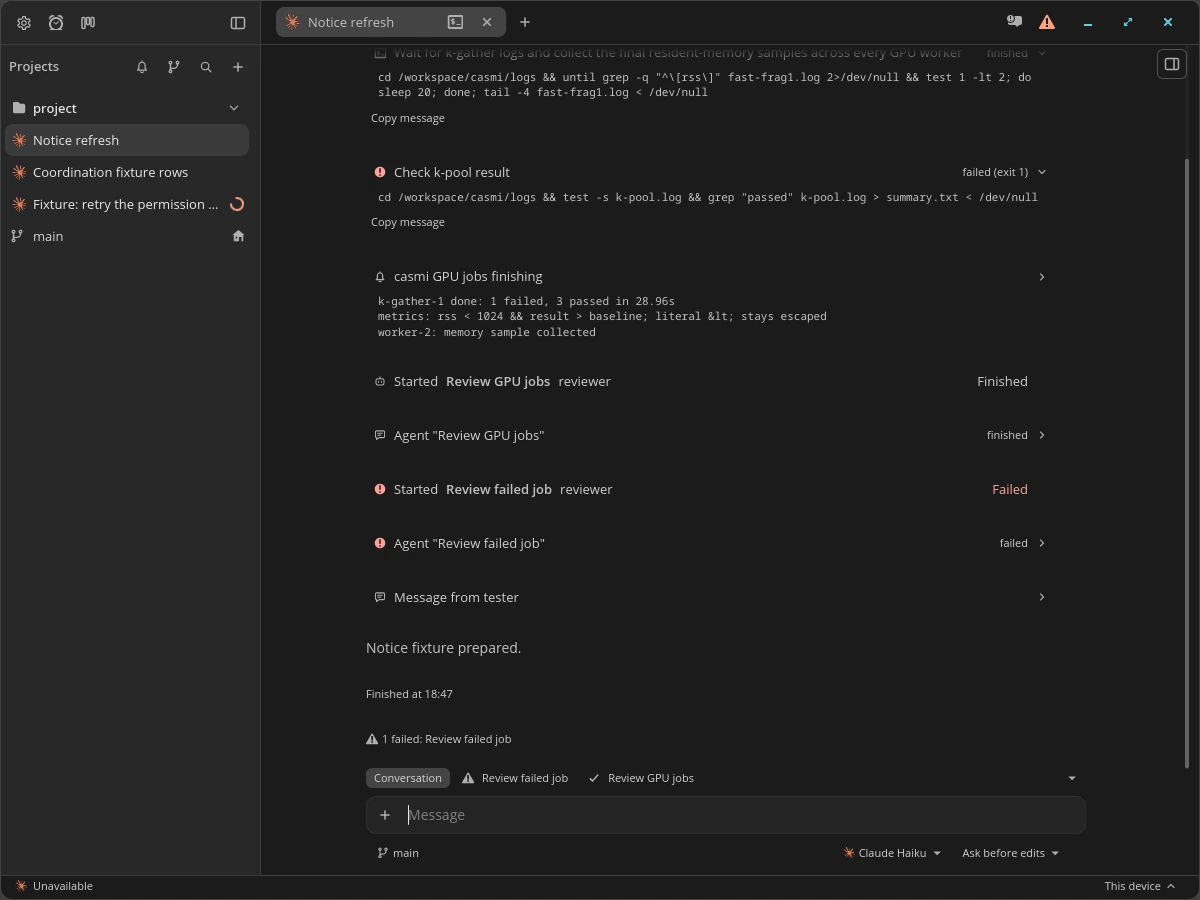 Notice refresh
Projects
project
Notice refresh
Coordination fixture rows
Fixture: retry the permission ...
main
Wait for k-gather logs and collect the final resident-memory samples across every GPU worker finished
cd /workspace/casmi/logs && until grep -q "^\[rss\]" fast-frag1.log 2>/dev/null && test 1 -lt 2; do
sleep 20; done; tail -4 fast-frag1.log < /dev/null
Copy message
Check k-pool result failed (exit 1)
cd /workspace/casmi/logs && test -s k-pool.log && grep "passed" k-pool.log > summary.txt < /dev/null
Copy message
casmi GPU jobs finishing
k-gather-1 done: 1 failed, 3 passed in 28.96s
metrics: rss < 1024 && result > baseline; literal &lt; stays escaped
worker-2: memory sample collected
Started Review GPU jobs reviewer Finished
Agent "Review GPU jobs" finished
Started Review failed job reviewer Failed
Agent "Review failed job" failed
Message from tester
Notice fixture prepared.
Finished at 18:47
1 failed: Review failed job
Conversation Review failed job Review GPU jobs
Message
main Claude Haiku Ask before edits
Unavailable This device